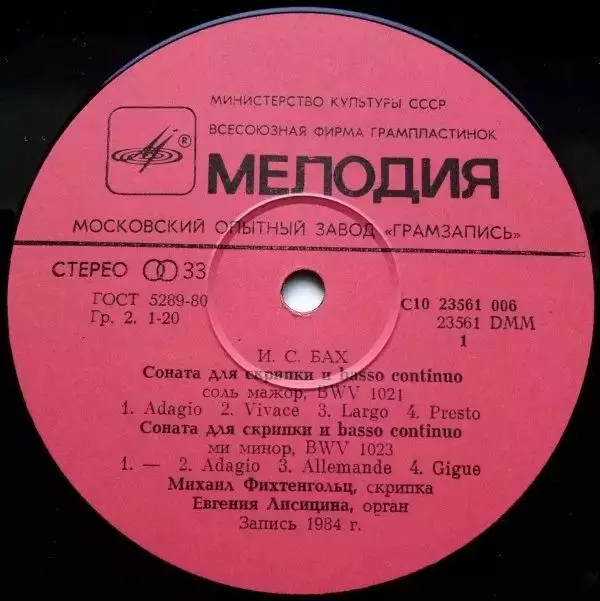 МИНИСТЕРСТВО КУЛЬТУРЫ СССР
ВСЕСОЮЗНАЯ ФИРМА ГРАМПЛАСТИНОК
®
МЕЛОДИЯ
МОСКОВСКИЙ ОПЫТНЫЙ ЗАВОД «ГРАМЗАПИСЬ»
СТЕРЕО 33
ГОСТ 5289-80
Гр. 2. 1-20
С10 23561 006
23561 DMM
1
И. С. БАХ
Соната для скрипки и basso continuo
соль мажор, BWV 1021
1. Adagio 2. Vivace 3. Largo 4. Presto
Соната для скрипки и basso continuo
ми минор, BWV 1023
1. — 2. Adagio 3. Allemande 4. Gigue
Михаил Фихтенгольц, скрипка
Евгения Лисицина, орган
Запись 1984 г.